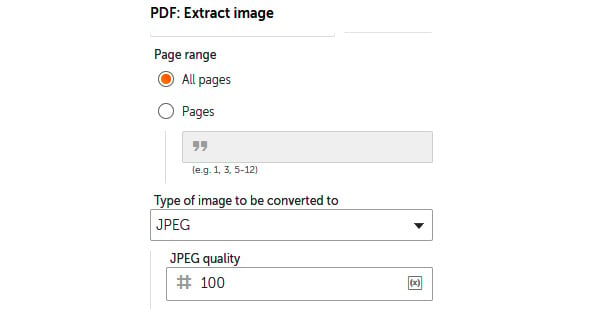 PDF: Extract image
Page range
All pages
Pages
(e.g. 1, 3, 5-12)
Type of image to be converted to
JPEG
JPEG quality
100
(x)